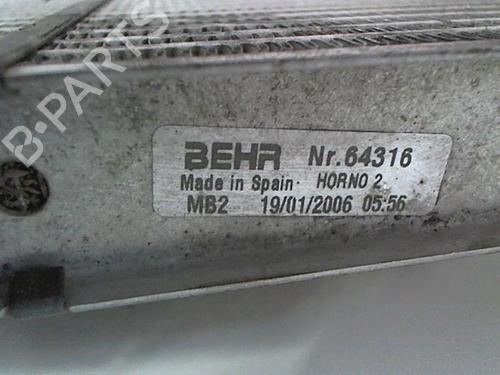 B-PARTS
BEHR Nr.64316
Made in Spain· HORNO 2
MB2 19/01/2006 05:56